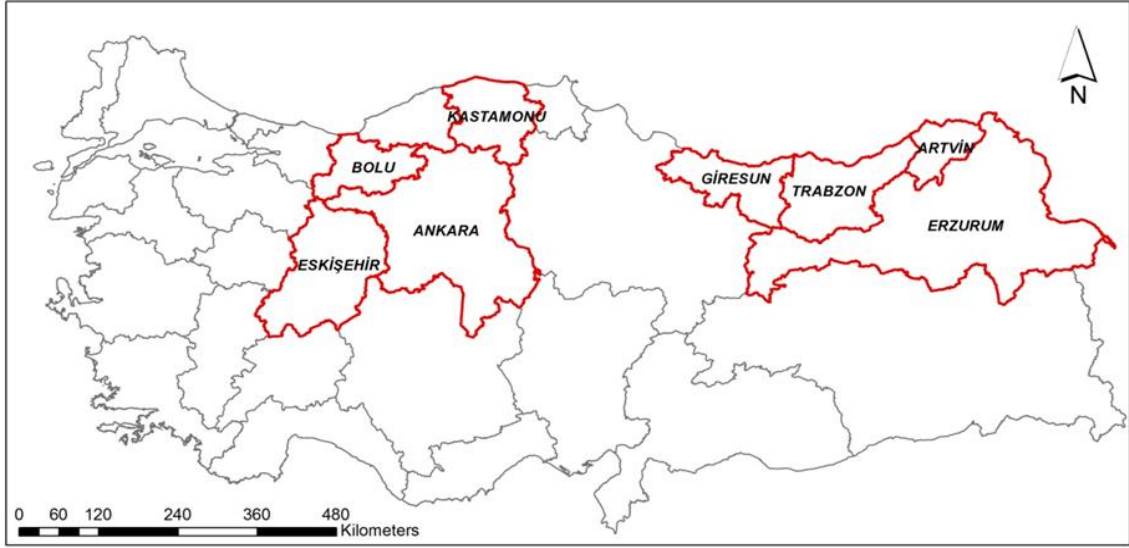 N
KASTAMONU
BOLU
ANKARA
ESKİŞEHİR
GİRESUN
TRABZON
ARTVİN
ERZURUM
0 60 120 240 360 480
Kilometers